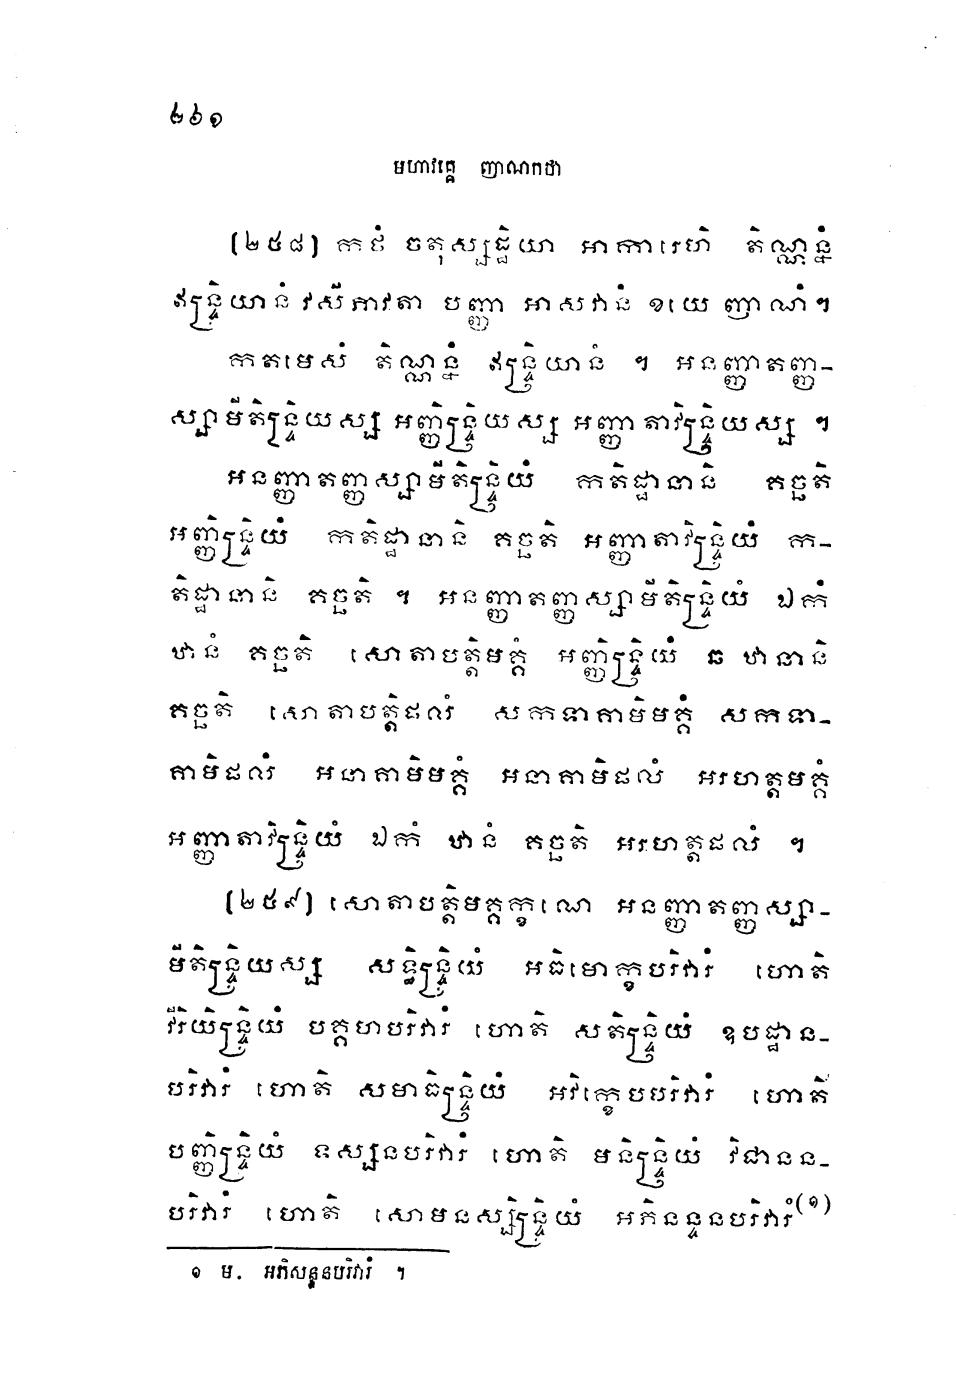 ២៦១
មហាវគ្គេ ញាណកថា
(២៥៨) កថំ ចតុស្សដ្ឋិយា អាការេហិ តិណ្ណន្នំ
ឥន្ទ្រិយានំ វសីភាវតា បញ្ញា អាសវានំ ខយេ ញាណំ ។
កតមេសំ តិណ្ណន្នំ ឥន្ទ្រិយានំ ។ អនញ្ញាតញ្ញ-
ស្សាមីតិន្ទ្រិយស្ស អញ្ញិន្ទ្រិយស្ស អញ្ញាតាវិន្ទ្រិយស្ស ។
អនញ្ញាតញ្ញស្សាមីតិន្ទ្រិយំ កតិដ្ឋានានិ គច្ឆតិ
អញ្ញិន្ទ្រិយំ កតិដ្ឋានានិ គច្ឆតិ អញ្ញាតាវិន្ទ្រិយំ ក-
តិដ្ឋានានិ គច្ឆតិ ។ អនញ្ញាតញ្ញស្សាមីតិន្ទ្រិយំ ឯកំ
ឋានំ គច្ឆតិ សោតាបត្តិមគ្គំ អញ្ញិន្ទ្រិយំ ឆ ឋានានិ
គច្ឆតិ សោតាបត្តិផលំ សកទាគាមិមគ្គំ សកទា-
គាមិផលំ អនាគាមិមគ្គំ អនាគាមិផលំ អរហត្តមគ្គំ
អញ្ញាតាវិន្ទ្រិយំ ឯកំ ឋានំ គច្ឆតិ អរហត្តផលំ ។
(២៥៩) សោតាបត្តិមគ្គក្ខណេ អនញ្ញាតញ្ញស្សា-
មីតិន្ទ្រិយស្ស សទ្ធិន្ទ្រិយំ អធិមោក្ខបរិវារំ ហោតិ
វីរិយិន្ទ្រិយំ បគ្គហបរិវារំ ហោតិ សតិន្ទ្រិយំ ឧបដ្ឋាន-
បរិវារំ ហោតិ សមាធិន្ទ្រិយំ អវិក្ខេបបរិវារំ ហោតិ
បញ្ញិន្ទ្រិយំ ទស្សនបរិវារំ ហោតិ មនិន្ទ្រិយំ វិជានន-
បរិវារំ ហោតិ សោមនស្សិន្ទ្រិយំ អភិនន្ទនបរិវារំ(១)
១ ម. អភិសន្ទនបរិវារំ ។